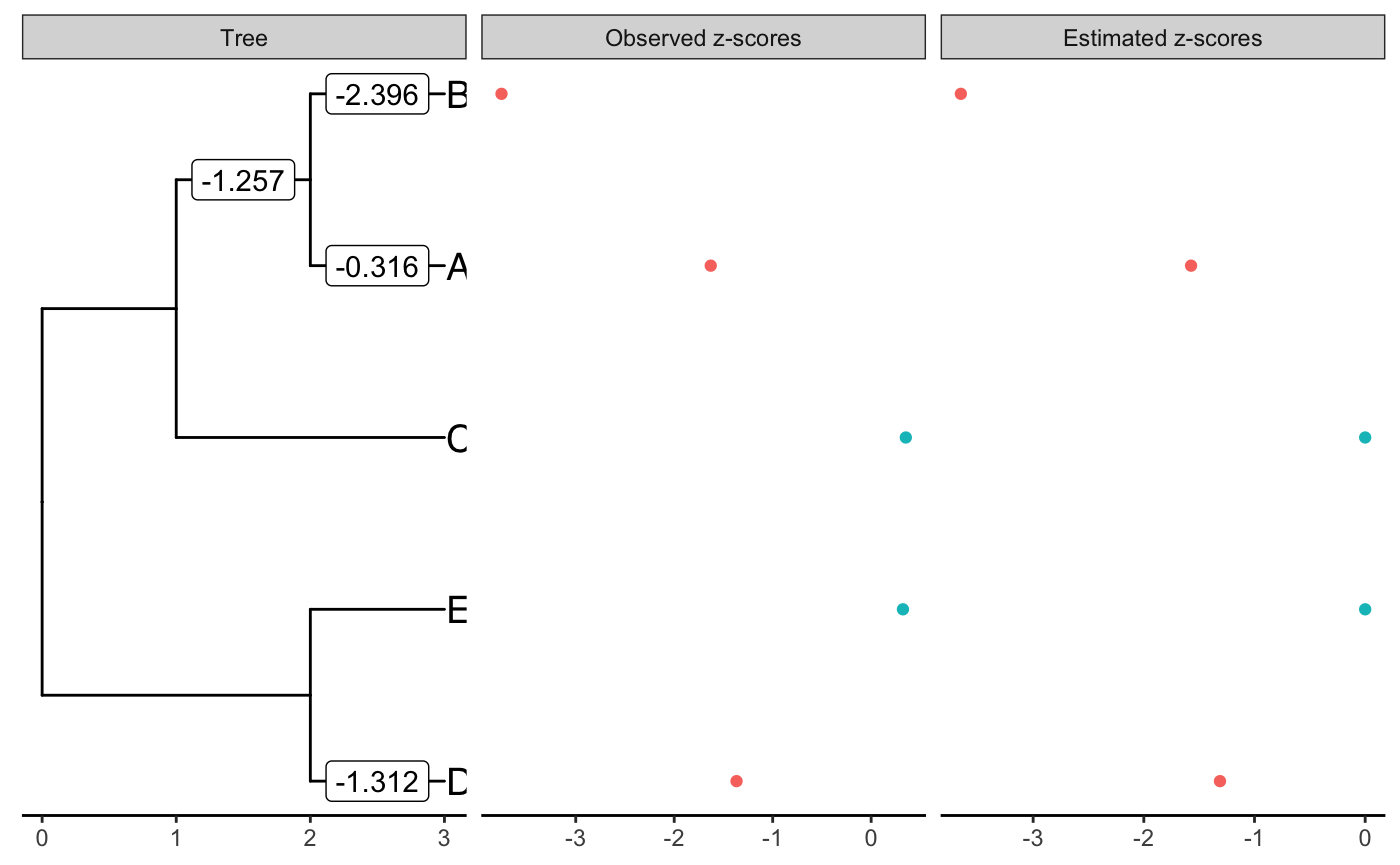 Tree Observed z-scores Estimated z-scores
-2.396 B
-1.257
-0.316 A
C
E
-1.312 D
0 1 2 3 -3 -2 -1 0 -3 -2 -1 0